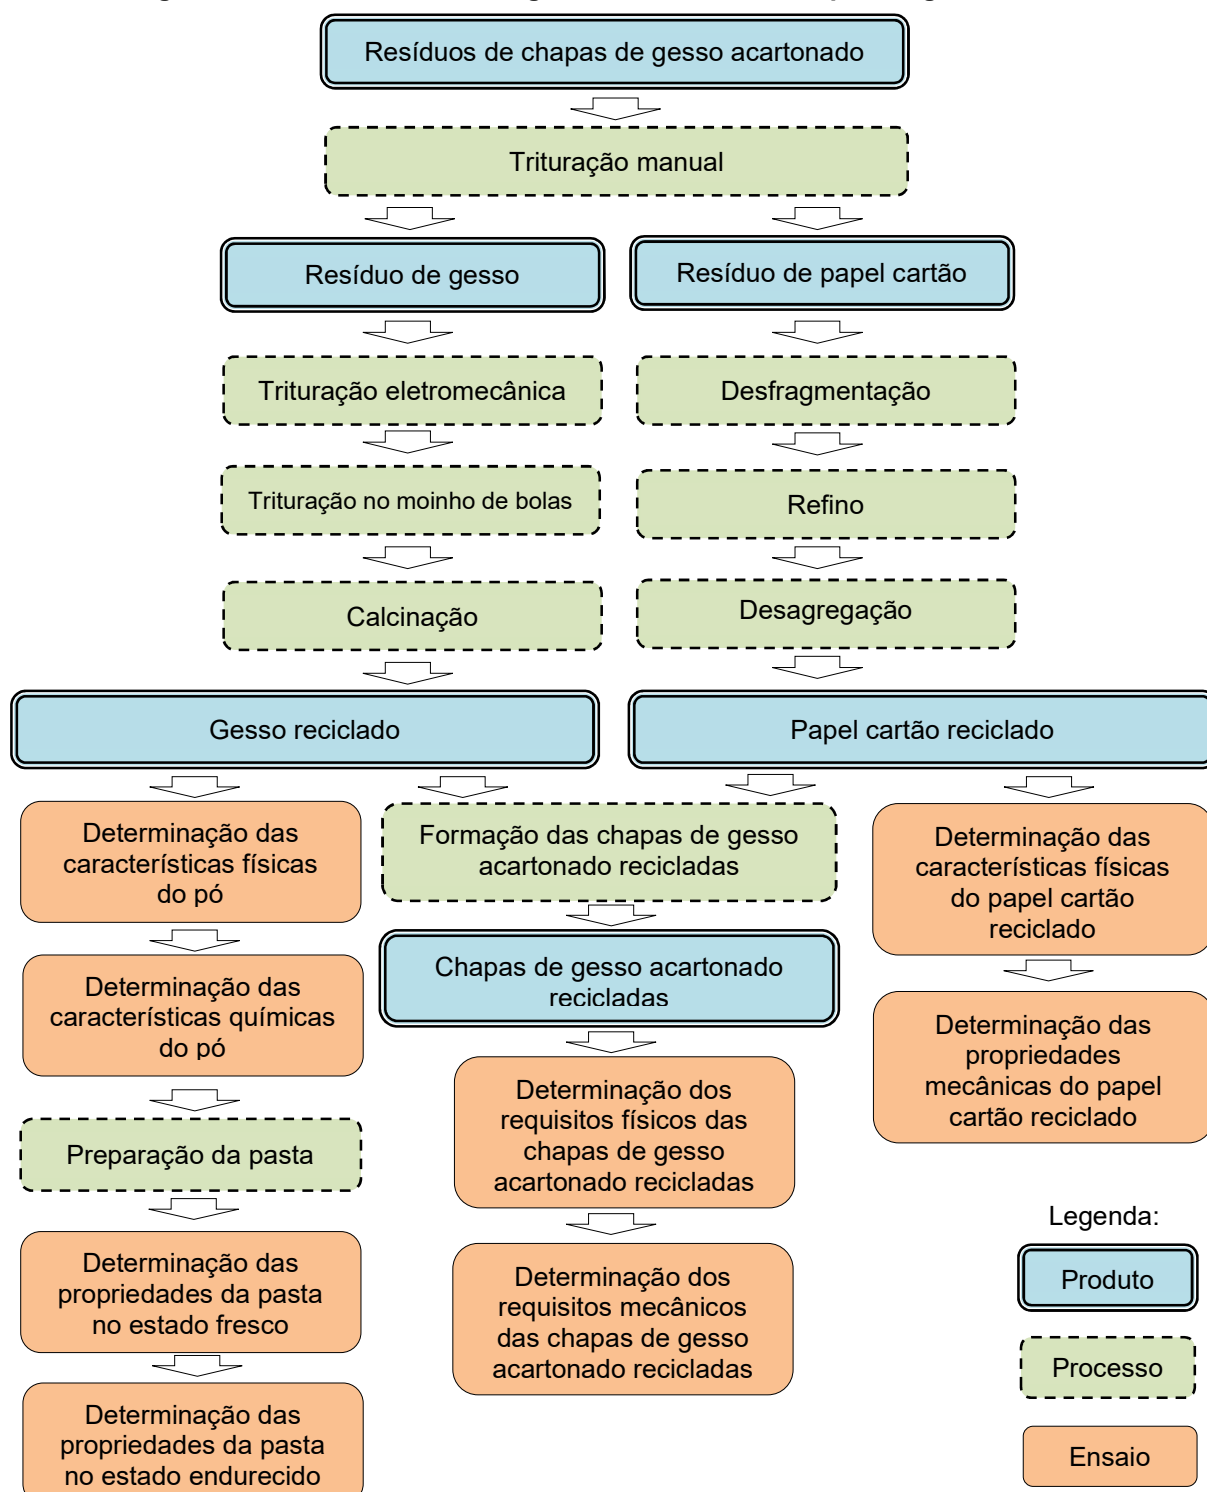 Resíduos de chapas de gesso acartonado
Trituração manual
Resíduo de gesso
Resíduo de papel cartão
Trituração eletromecânica
Desfragmentação
Trituração no moinho de bolas
Refino
Calcinação
Desagregação
Gesso reciclado
Papel cartão reciclado
Determinação das
características físicas
do pó
Formação das chapas de gesso
acartonado recicladas
Determinação das
características físicas
do papel cartão
reciclado
Determinação das
características químicas
do pó
Chapas de gesso acartonado
recicladas
Determinação das
propriedades
mecânicas do papel
cartão reciclado
Preparação da pasta
Determinação dos
requisitos físicos das
chapas de gesso
acartonado recicladas
Determinação das
propriedades da pasta
no estado fresco
Determinação dos
requisitos mecânicos
das chapas de gesso
acartonado recicladas
Determinação das
propriedades da pasta
no estado endurecido
Legenda:
Produto
Processo
Ensaio